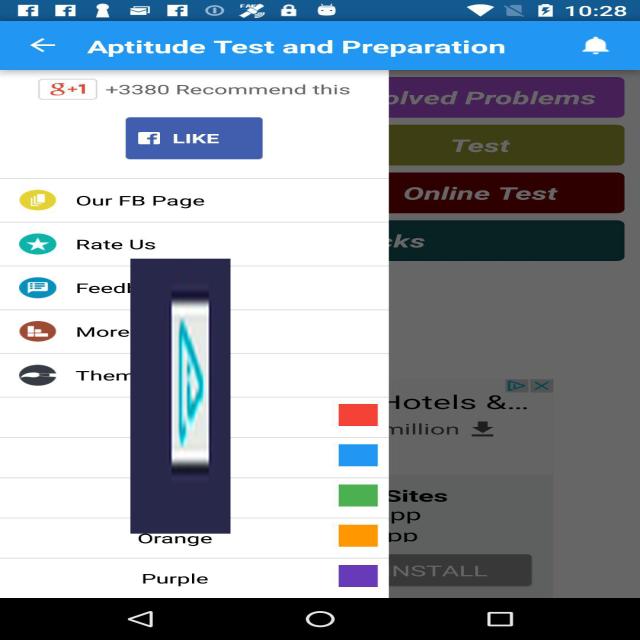 10:28
Aptitude Test and Preparation
g+1 +3380 Recommend this
olved Problems
LIKE
Test
Our FB Page
Online Test
Rate Us
cks
Feed
More
Them
Hotels &...
million
Sites
pp
Orange
pp
Purple
NSTALL